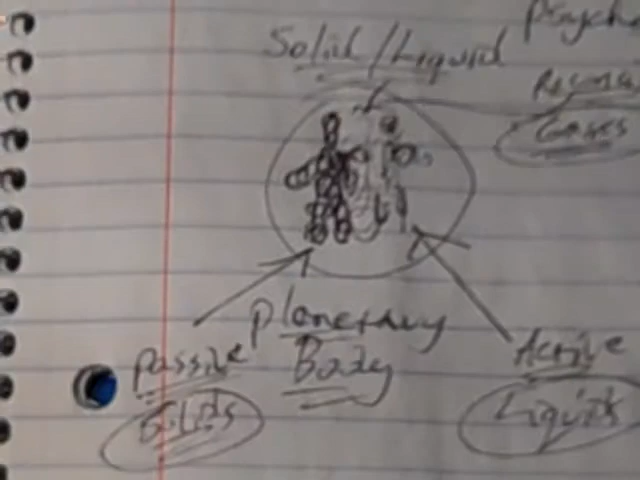 Psych
Solid/Liquid
Gases
Planetary
Body
Passive
Solids
Active
Liquids